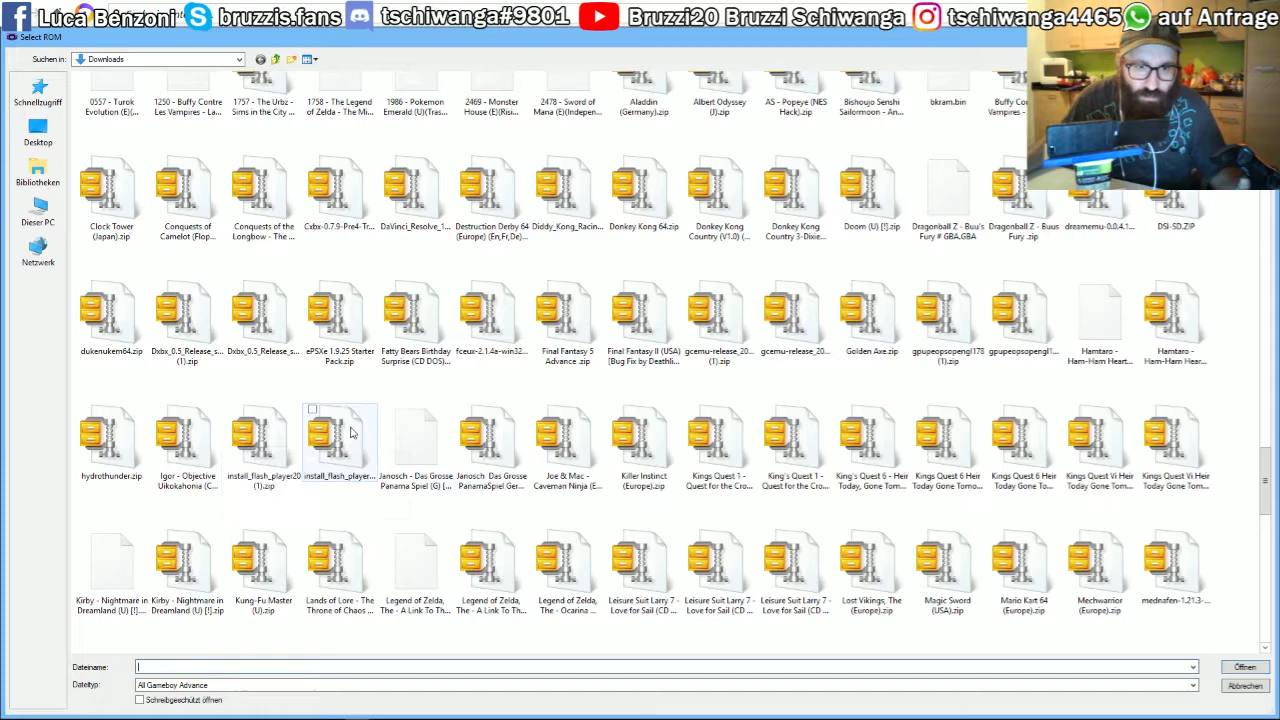 Luca Benzoni bruzzis.fans tschiwanga#9801 Bruzzi20 Bruzzi Schiwanga tschiwanga4465 auf Anfrage
Select ROM
Suchen in: Downloads
Schnellzugriff
Desktop
Bibliotheken
Dieser PC
Netzwerk
0557 - Turok Evolution (E)(...
1250 - Buffy Contre Les Vampires - La...
1757 - The Urbz - Sims in the City ...
1758 - The Legend of Zelda - The Mi...
1986 - Pokemon Emerald (U)(Tras...
2469 - Monster House (E)(Risi...
2478 - Sword of Mana (E)(Indepen...
Aladdin (Germany).zip
Albert Odyssey (J).zip
AS - Popeye (NES Hack).zip
Bishoujo Senshi Sailormoon - An...
bkram.bin
Clock Tower (Japan).zip
Conquests of Camelot (Flop...
Conquests of the Longbow - The ...
Cxbx-0.7.9-Pre4-Tr...
DaVinci_Resolve_1...
Destruction Derby 64 (Europe) (En,Fr,De)...
Diddy_Kong_Racin...
Donkey Kong 64.zip
Donkey Kong Country (V1.0) (...
Donkey Kong Country 3-Dixie...
Doom (U) [!].zip
Dragonball Z - Buu's Fury # GBA.GBA
Dragonball Z - Buus Fury .zip
dreamemu-0.0.4.1...
DSI-SD.ZIP
dukenukem64.zip
Dxbx_0.5_Release_s... (1).zip
Dxbx_0.5_Release_s...
ePSXe 1.9.25 Starter Pack.zip
Fatty Bears Birthday Surprise (CD DOS)...
fceux-2.1.4a-win32...
Final Fantasy 5 Advance .zip
Final Fantasy II (USA) [Bug Fix by Deathli...
gcemu-release_20... (1).zip
gcemu-release_20...
Golden Axe.zip
gpupeopsopengl178 (1).zip
gpupeopsopengl1...
Hamtaro - Ham-Ham Heart...
Hamtaro - Ham-Ham Hear...
hydrothunder.zip
Igor - Objective Uikokahonia (C...
install_flash_player20 (1).zip
install_flash_player...
Janosch - Das Grosse Panama Spiel (G) [...
Janosch Das Grosse PanamaSpiel Ger...
Joe & Mac - Caveman Ninja (E...
Killer Instinct (Europe).zip
Kings Quest 1 - Quest for the Cro...
King's Quest 1 - Quest for the Cro...
King's Quest 6 - Heir Today, Gone Tomo...
Kings Quest 6 Heir Today Gone Tomo...
Kings Quest 6 Heir Today Gone Tom...
Kings Quest Vi Heir Today, Gone Tom...
Kings Quest Vi Heir Today, Gone Tom...
Kirby - Nightmare in Dreamland (U) [!]....
Kirby - Nightmare in Dreamland (U) [!].zip
Kung-Fu Master (U).zip
Lands of Lore - The Throne of Chaos ...
Legend of Zelda, The - A Link To Th...
Legend of Zelda, The - A Link To Th...
Legend of Zelda, The - Ocarina ...
Leisure Suit Larry 7 - Love for Sail (CD ...
Leisure Suit Larry 7 - Love for Sail (CD ...
Leisure Suit Larry 7 - Love for Sail (CD ...
Lost Vikings, The (Europe).zip
Magic Sword (USA).zip
Mario Kart 64 (Europe).zip
Mechwarrior (Europe).zip
mednafen-1.21.3-...
Dateiname:
Öffnen
Dateityp: All Gameboy Advance
Abbrechen
Schreibgeschützt öffnen